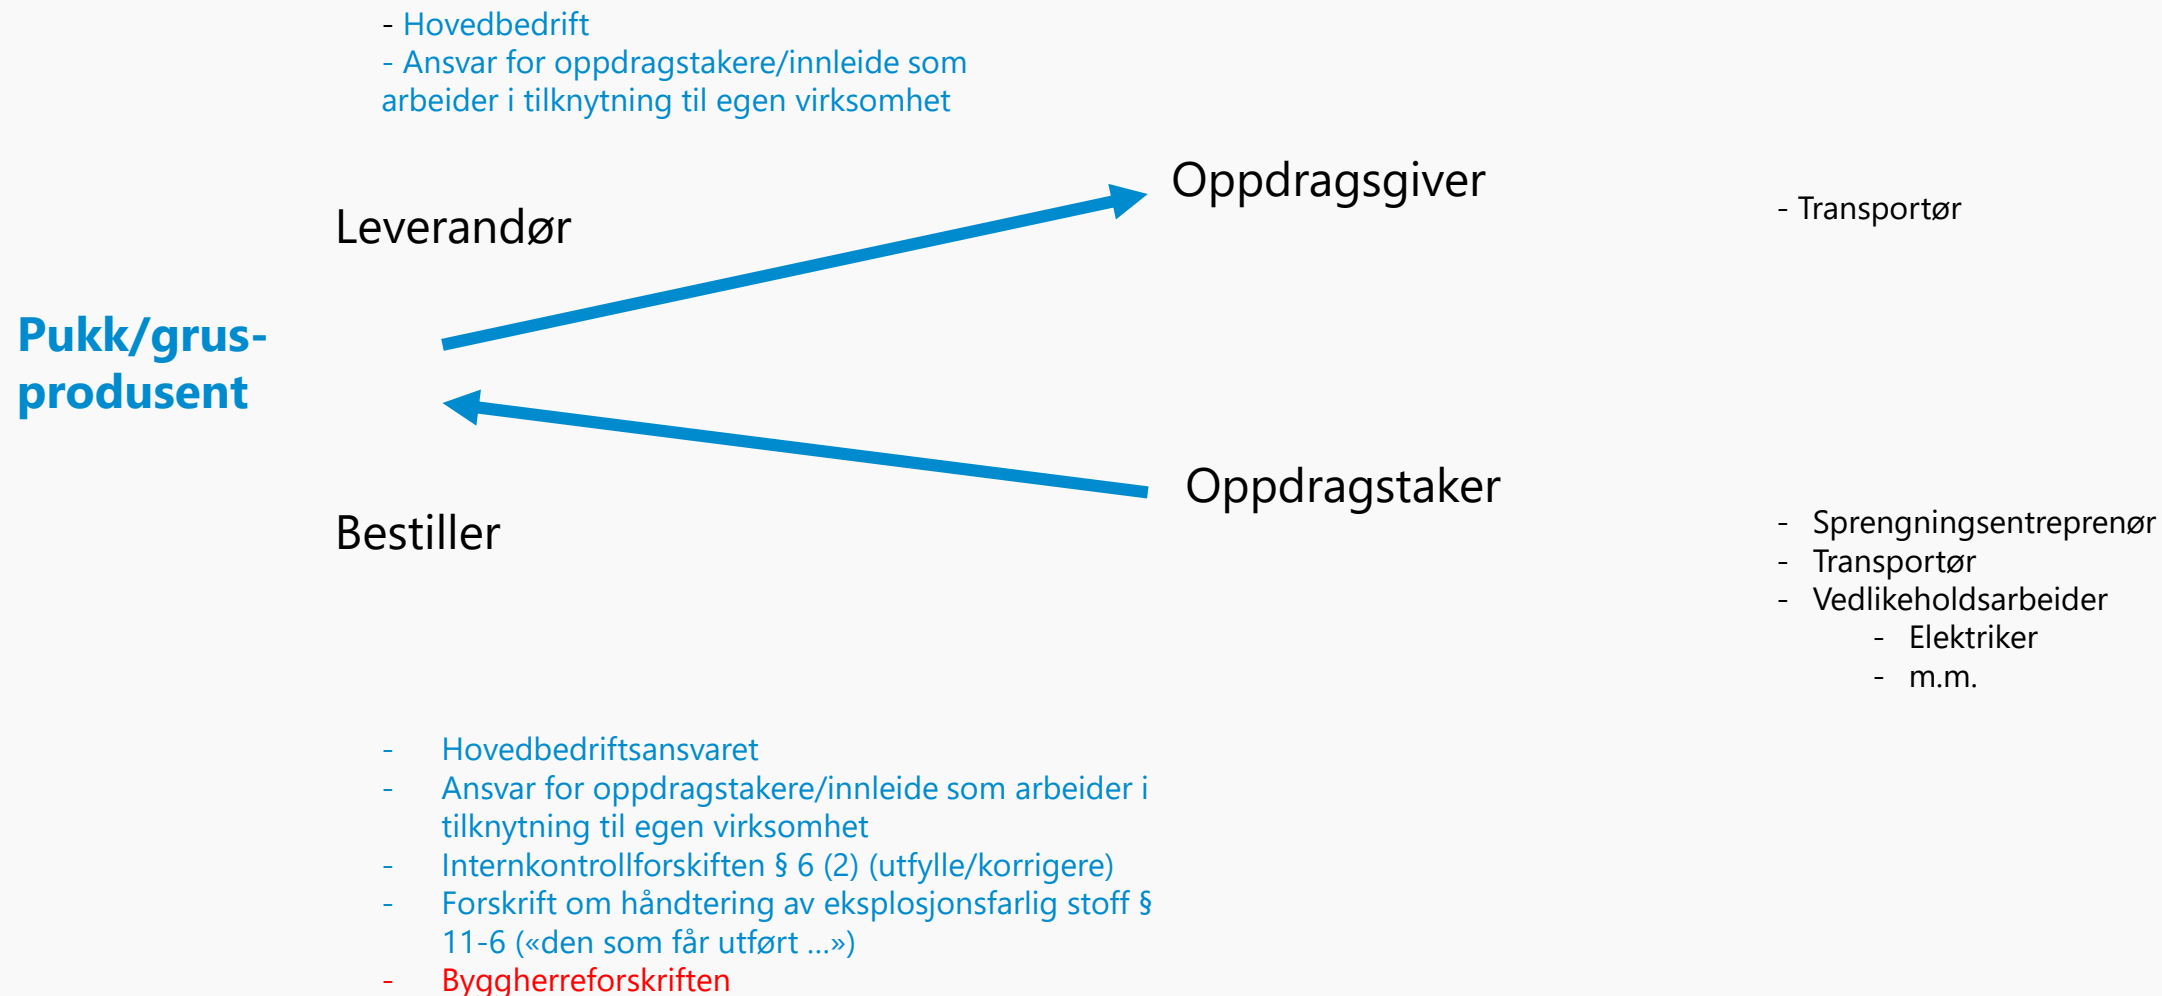 - Hovedbedrift
- Ansvar for oppdragstakere/innleide som
arbeider i tilknytning til egen virksomhet
Oppdragsgiver
- Transportør
Leverandør
Pukk/grus-
produsent
Oppdragstaker
Bestiller
- Sprengningsentreprenør
- Transportør
- Vedlikeholdsarbeider
- Elektriker
- m.m.
- Hovedbedriftsansvaret
- Ansvar for oppdragstakere/innleide som arbeider i
tilknytning til egen virksomhet
- Internkontrollforskiften § 6 (2) (utfylle/korrigere)
- Forskrift om håndtering av eksplosjonsfarlig stoff §
11-6 («den som får utført ...»)
- Byggherreforskriften